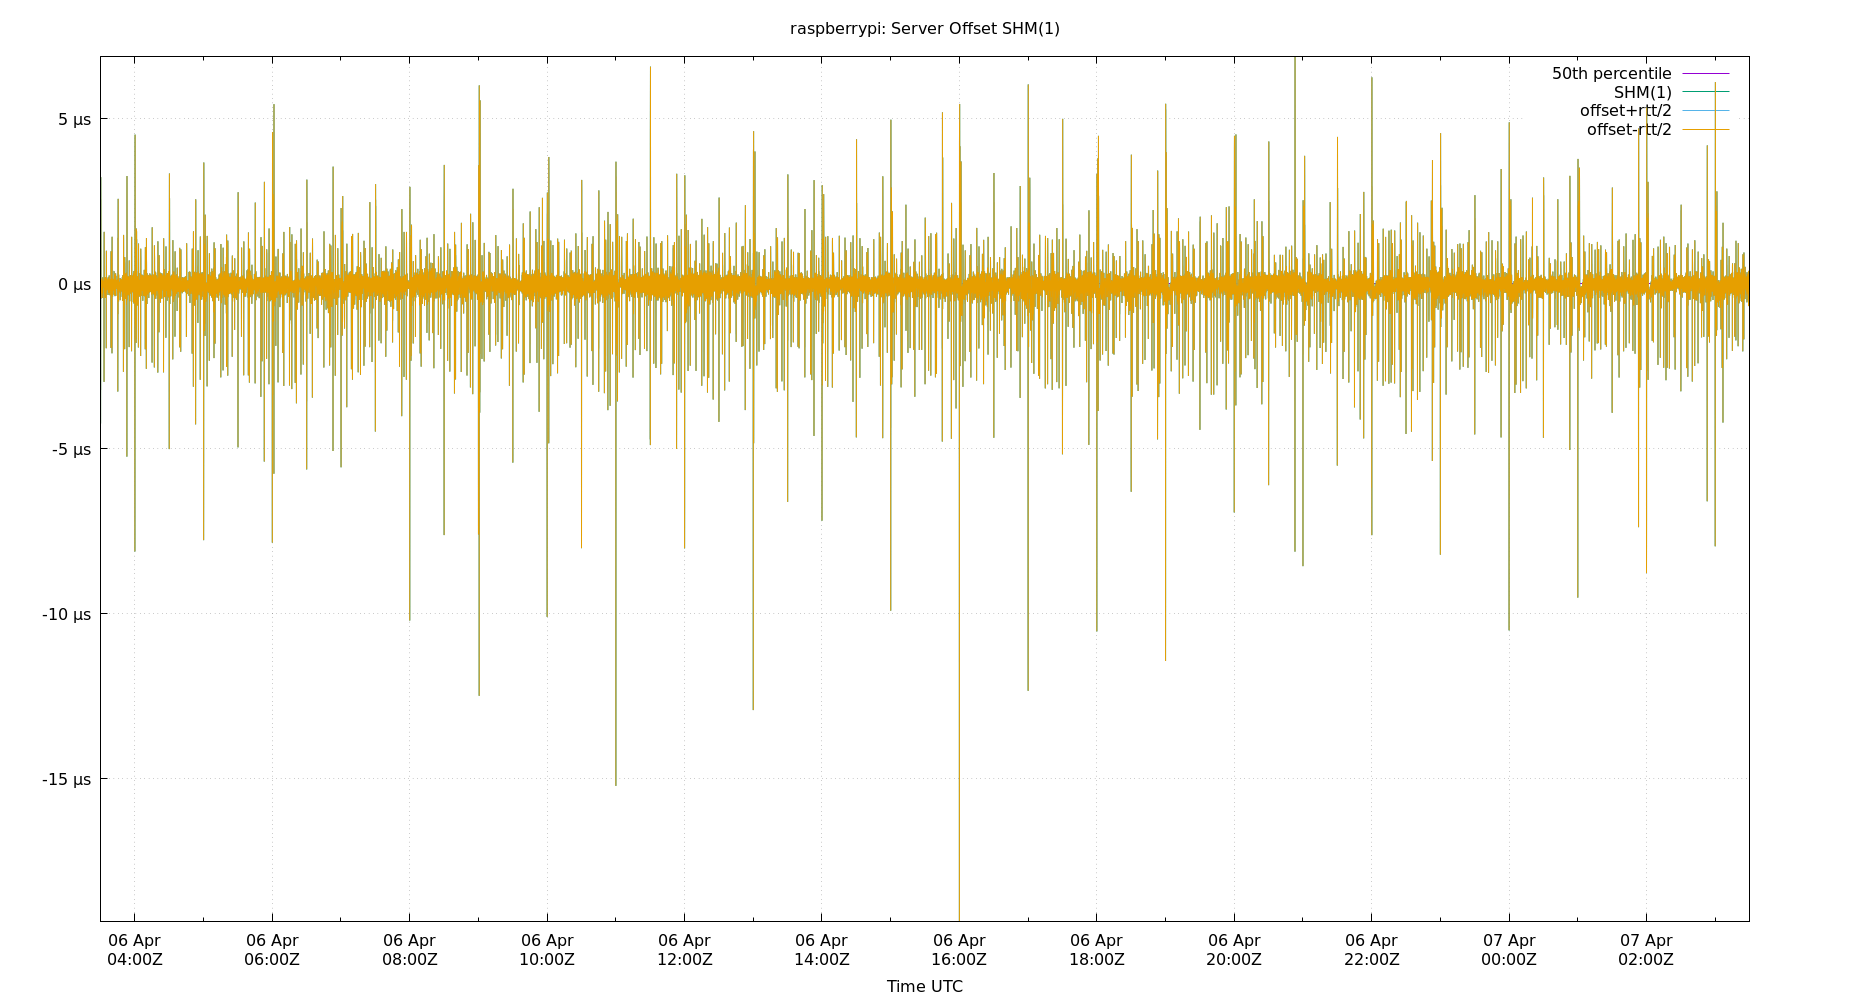 raspberrypi: Server Offset SHM(1)
50th percentile
SHM(1)
offset+rtt/2
offset-rtt/2
5 µs
0 µs
-5 µs
-10 µs
-15 µs
06 Apr 06 Apr 06 Apr 06 Apr 06 Apr 06 Apr 06 Apr 06 Apr 06 Apr 06 Apr 07 Apr 07 Apr
04:00Z 06:00Z 08:00Z 10:00Z 12:00Z 14:00Z 16:00Z 18:00Z 20:00Z 22:00Z 00:00Z 02:00Z
Time UTC